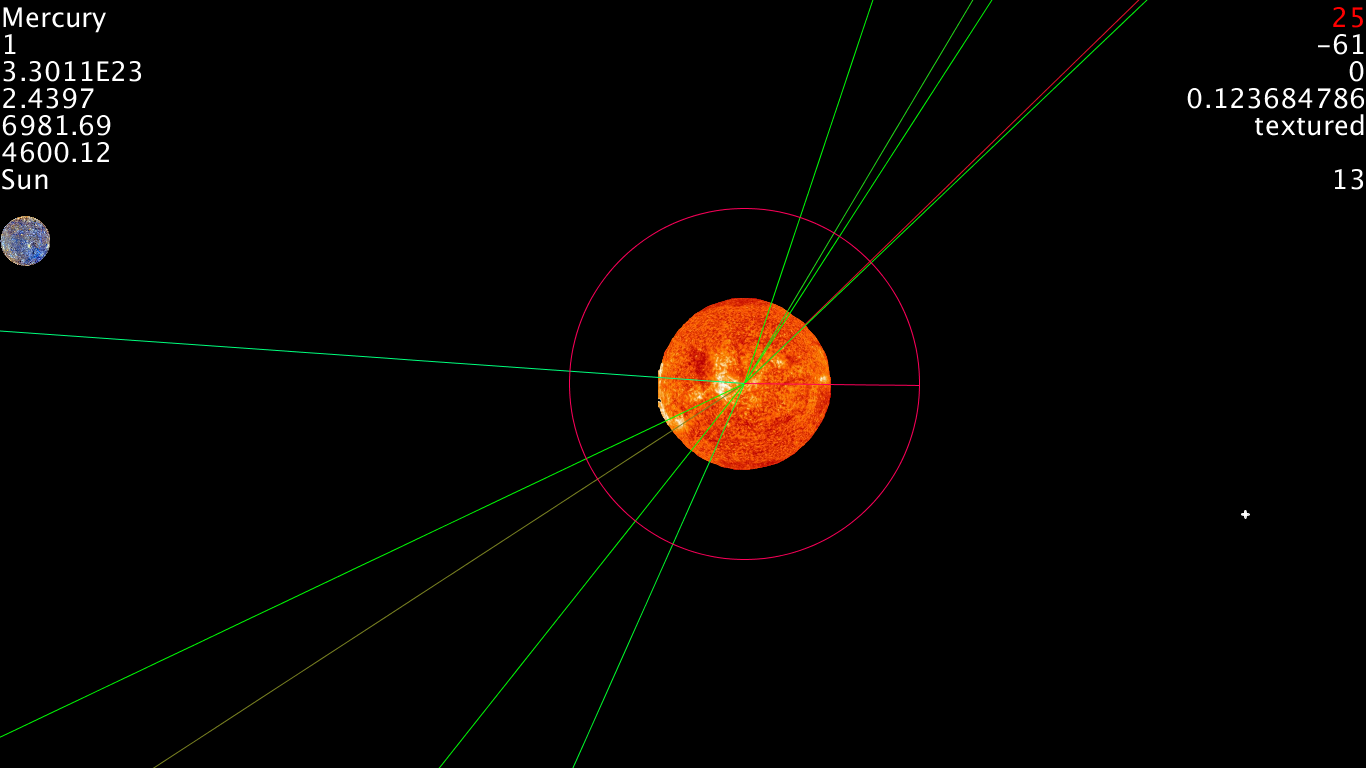 Mercury
1
3.3011E23
2.4397
6981.69
4600.12
Sun
25
-61
0
0.123684786
textured
13